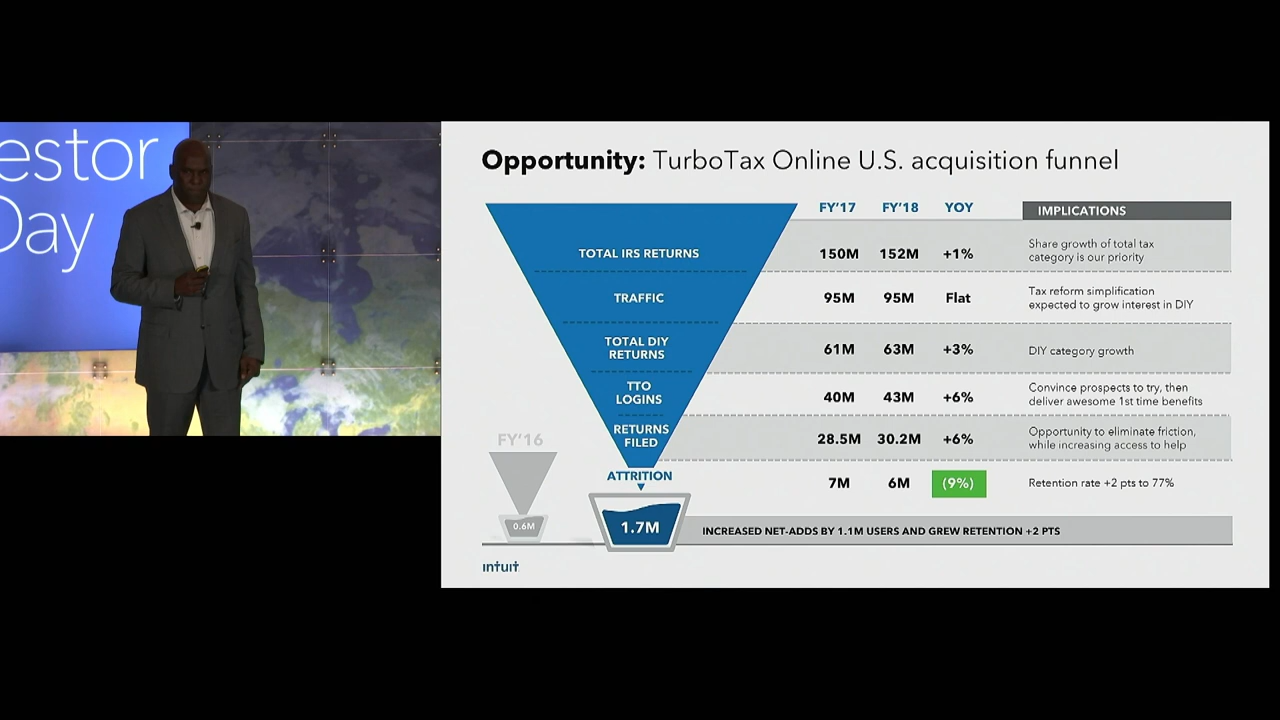 estor
Day
Opportunity: TurboTax Online U.S. acquisition funnel
FY'17 FY'18 YOY IMPLICATIONS
TOTAL IRS RETURNS 150M 152M +1% Share growth of total tax
category is our priority
TRAFFIC 95M 95M Flat Tax reform simplification
expected to grow interest in DIY
TOTAL DIY
RETURNS 61M 63M +3% DIY category growth
TTO
LOGINS 40M 43M +6% Convince prospects to try, then
deliver awesome 1st time benefits
RETURNS
FILED 28.5M 30.2M +6% Opportunity to eliminate friction,
while increasing access to help
ATTRITION 7M 6M (9%) Retention rate +2 pts to 77%
FY'16
0.6M
1.7M INCREASED NET-ADDS BY 1.1M USERS AND GREW RETENTION +2 PTS
intuit